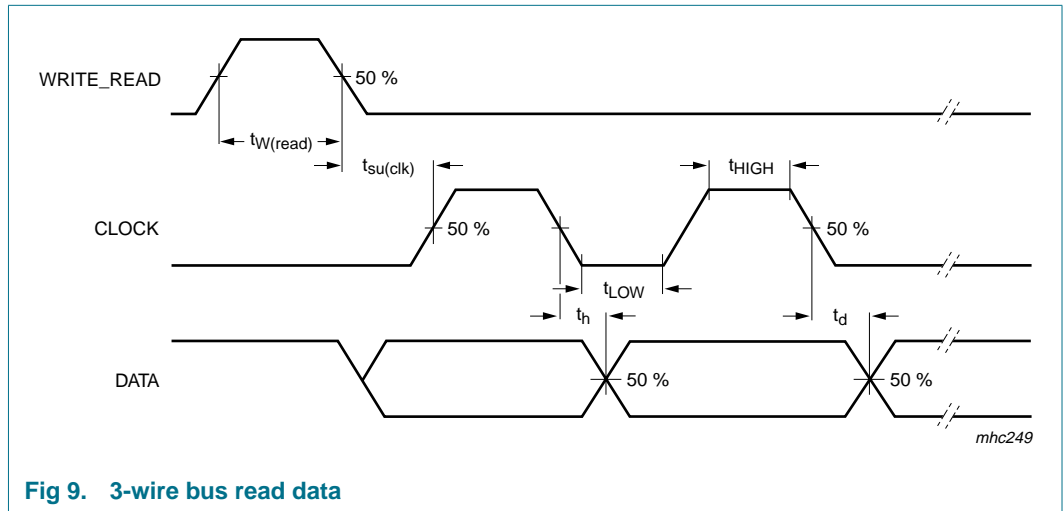 WRITE_READ
50 %
tW(read)
tsu(clk)
tHIGH
CLOCK
50 %
50 %
tLOW
th
td
DATA
50 %
50 %
mhc249
Fig 9. 3-wire bus read data